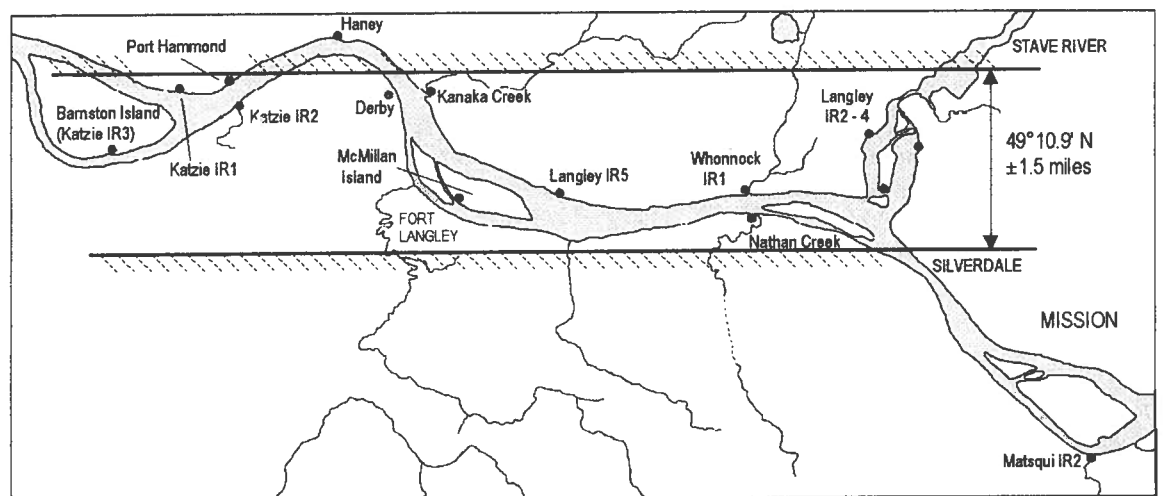 Haney
Port Hammond
STAVE RIVER
Barnston Island
(Katzie IR3)
Katzie IR2
Derby
Kanaka Creek
Langley
IR2 - 4
49°10.9' N
±1.5 miles
Katzie IR1
McMillan
Island
Langley IR5
Whonnock
IR1
FORT
LANGLEY
Nathan Creek
SILVERDALE
MISSION
Matsqui IR2